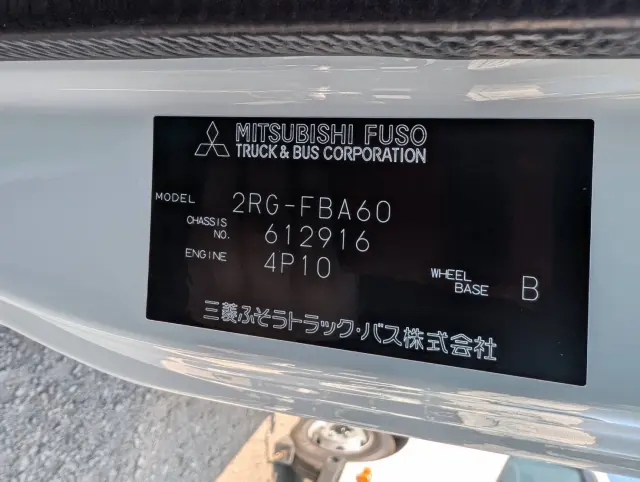 MITSUBISHI FUSO
TRUCK & BUS CORPORATION
MODEL 2RG-FBA60
CHASSIS NO. 612916
ENGINE 4P10
WHEEL BASE B
三菱ふそうトラック・バス株式会社